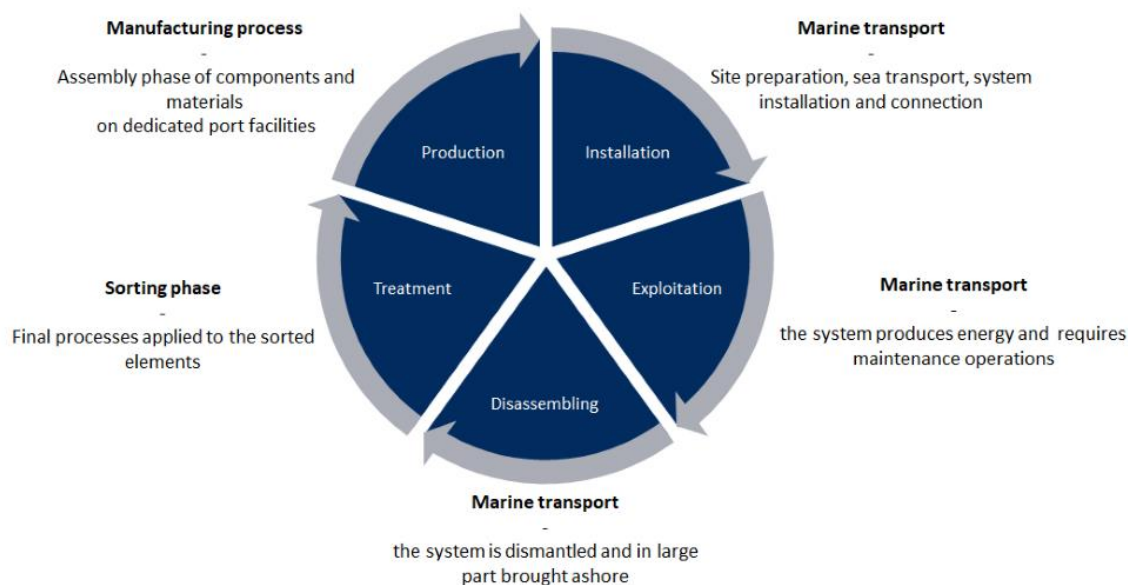 Manufacturing process
-
Assembly phase of components and
materials
on dedicated port facilities
Marine transport
-
Site preparation, sea transport, system
installation and connection
Production
Installation
Sorting phase
-
Final processes applied to the sorted
elements
Treatment
Exploitation
Marine transport
-
the system produces energy and requires
maintenance operations
Disassembling
Marine transport
-
the system is dismantled and in large
part brought ashore